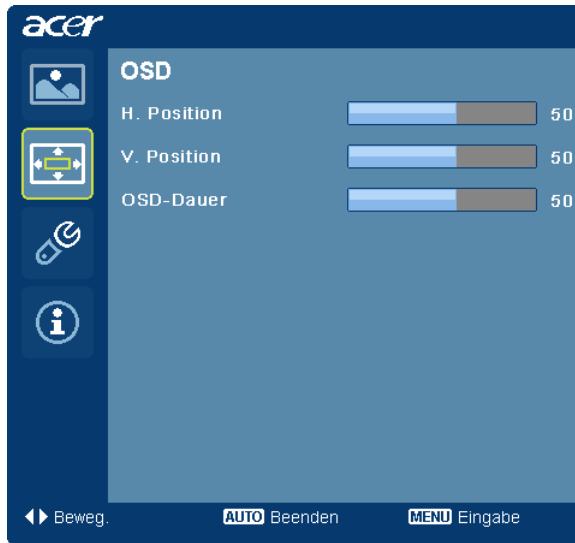 acer
OSD
H. Position 50
V. Position 50
OSD-Dauer 50
Beweg. AUTO Beenden MENU Eingabe